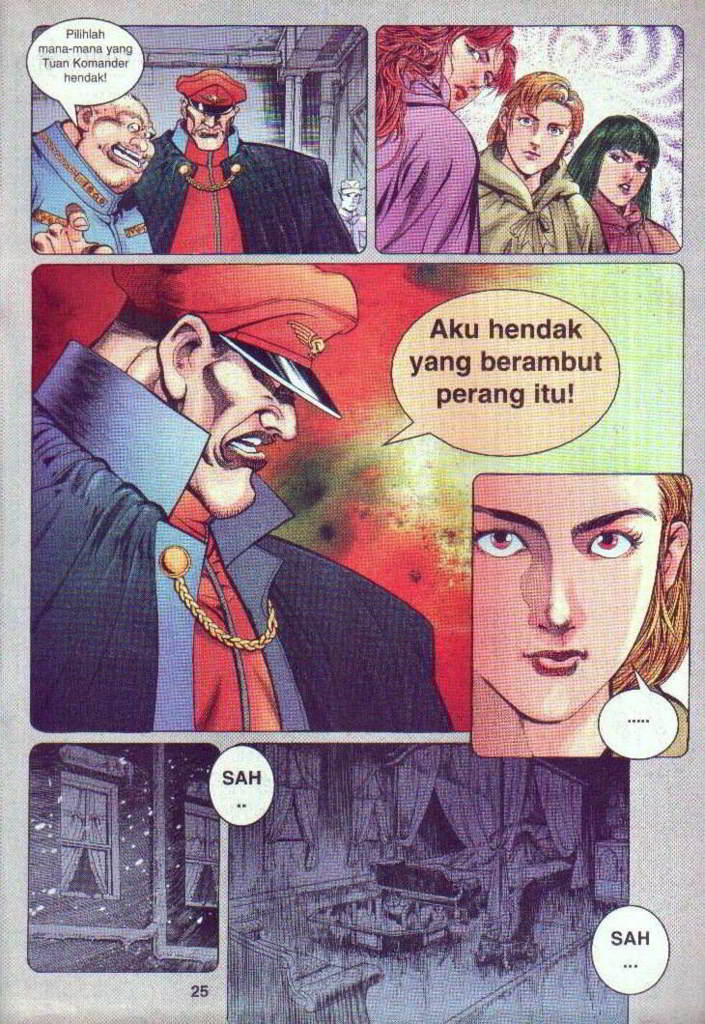 Pilihlah
mana-mana yang
Tuan Komander
hendak!
Aku hendak
yang berambut
perang itu!
.....
SAH
..
SAH
...
25